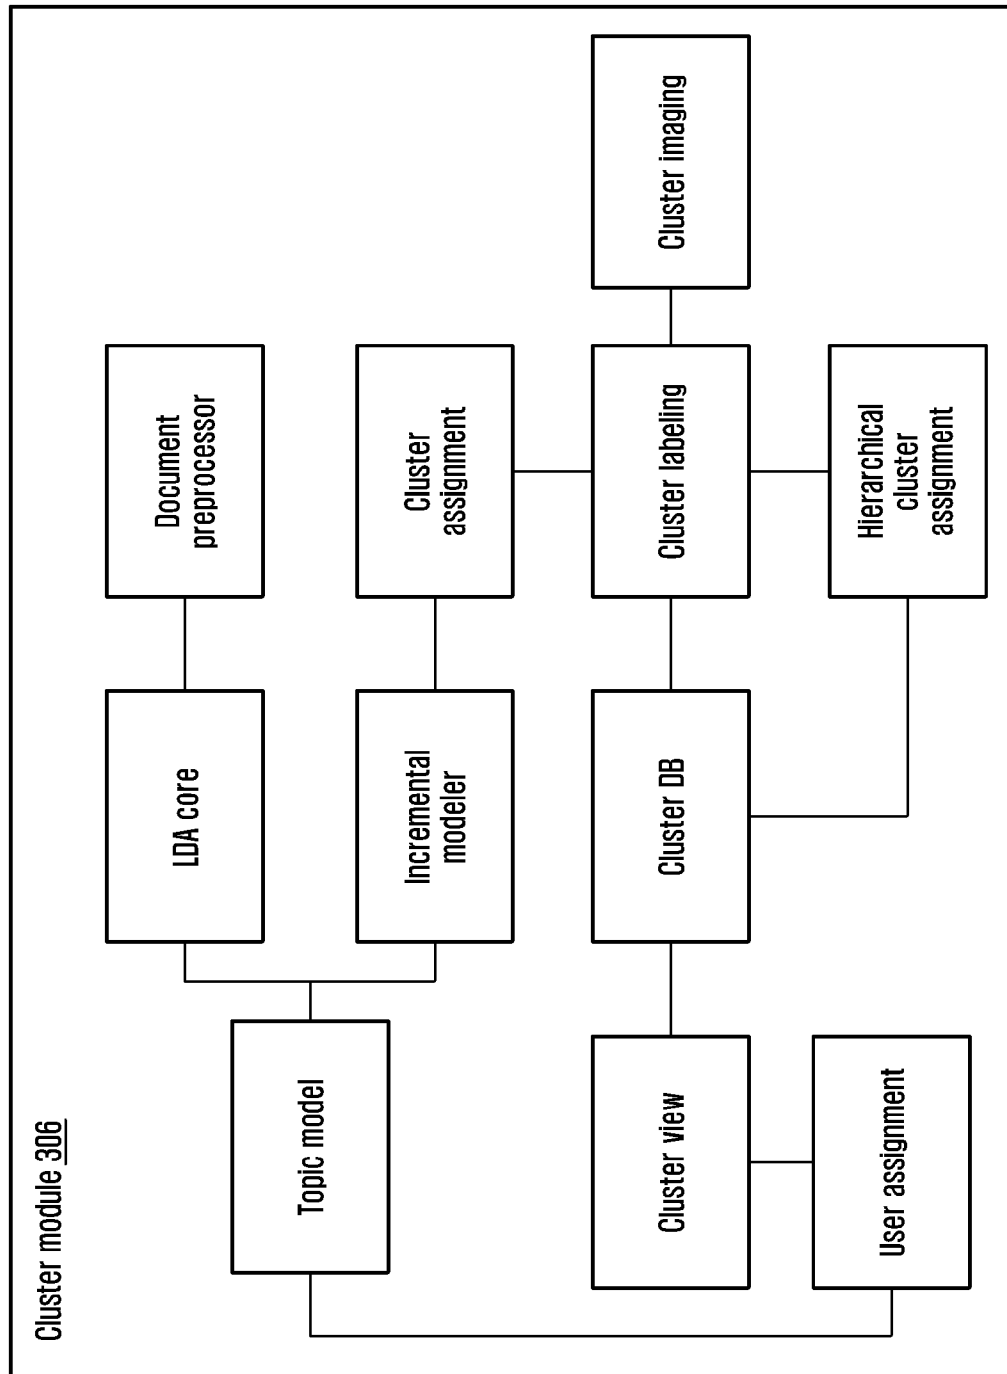 Cluster module 306
Topic model
LDA core
Document
preprocessor
Incremental
modeler
Cluster
assignment
Cluster view
Cluster DB
Cluster labeling
Cluster imaging
User assignment
Hierarchical
cluster
assignment